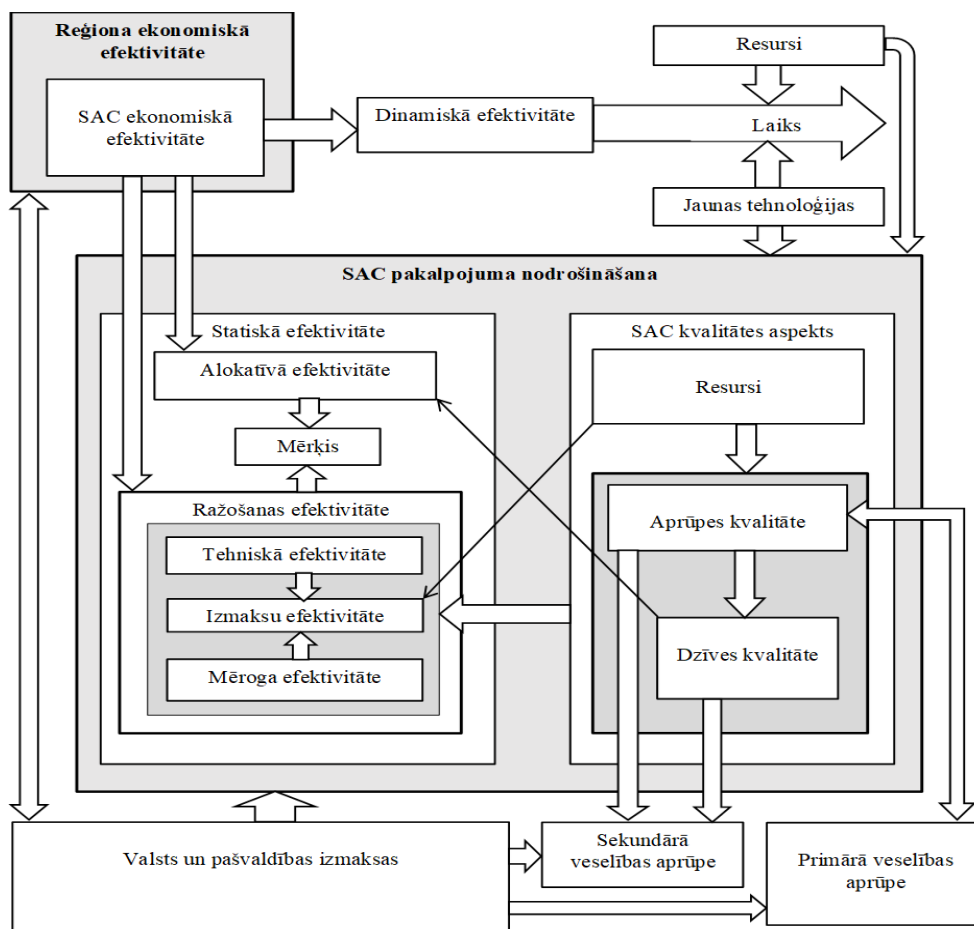 Reģiona ekonomiskā
efektivitāte
SAC ekonomiskā
efektivitāte
Dinamiskā efektivitāte
Resursi
Laiks
Jaunas tehnoloģijas
SAC pakalpojuma nodrošināšana
Statiskā efektivitāte
Alokatīvā efektivitāte
Mērķis
Ražošanas efektivitāte
Tehniskā efektivitāte
Izmaksu efektivitāte
Mēroga efektivitāte
SAC kvalitātes aspekts
Resursi
Aprūpes kvalitāte
Dzīves kvalitāte
Valsts un pašvaldības izmaksas
Sekundārā
veselības aprūpe
Primārā veselības
aprūpe